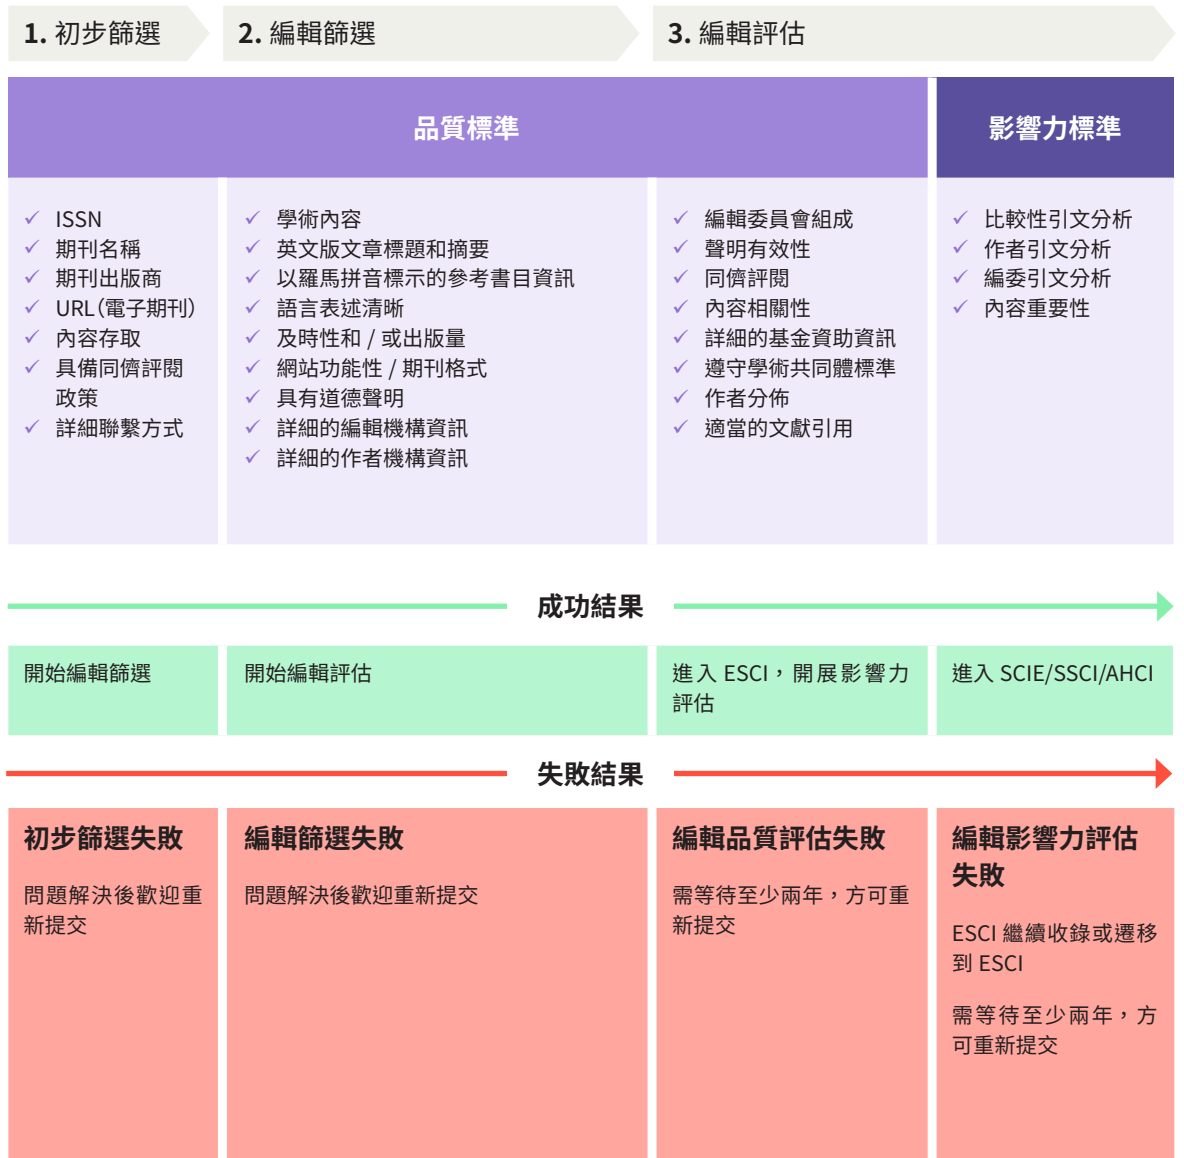 1. 初步篩選
2. 編輯篩選
3. 編輯評估
品質標準
影響力標準
ISSN
期刊名稱
期刊出版商
URL(電子期刊)
內容存取
具備同儕評閱
政策
詳細聯繫方式
學術內容
英文版文章標題和摘要
以羅馬拼音標示的參考書目資訊
語言表述清晰
及時性和 / 或出版量
網站功能性 / 期刊格式
具有道德聲明
詳細的編輯機構資訊
詳細的作者機構資訊
編輯委員會組成
聲明有效性
同儕評閱
內容相關性
詳細的基金資助資訊
遵守學術共同體標準
作者分佈
適當的文獻引用
比較性引文分析
作者引文分析
編委引文分析
內容重要性
成功結果
開始編輯篩選
開始編輯評估
進入 ESCI，開展影響力
評估
進入 SCIE/SSCI/AHCI
失敗結果
初步篩選失敗
問題解決後歡迎重
新提交
編輯篩選失敗
問題解決後歡迎重新提交
編輯品質評估失敗
需等待至少兩年，方可重
新提交
編輯影響力評估
失敗
ESCI 繼續收錄或遷移
到 ESCI
需等待至少兩年，方
可重新提交